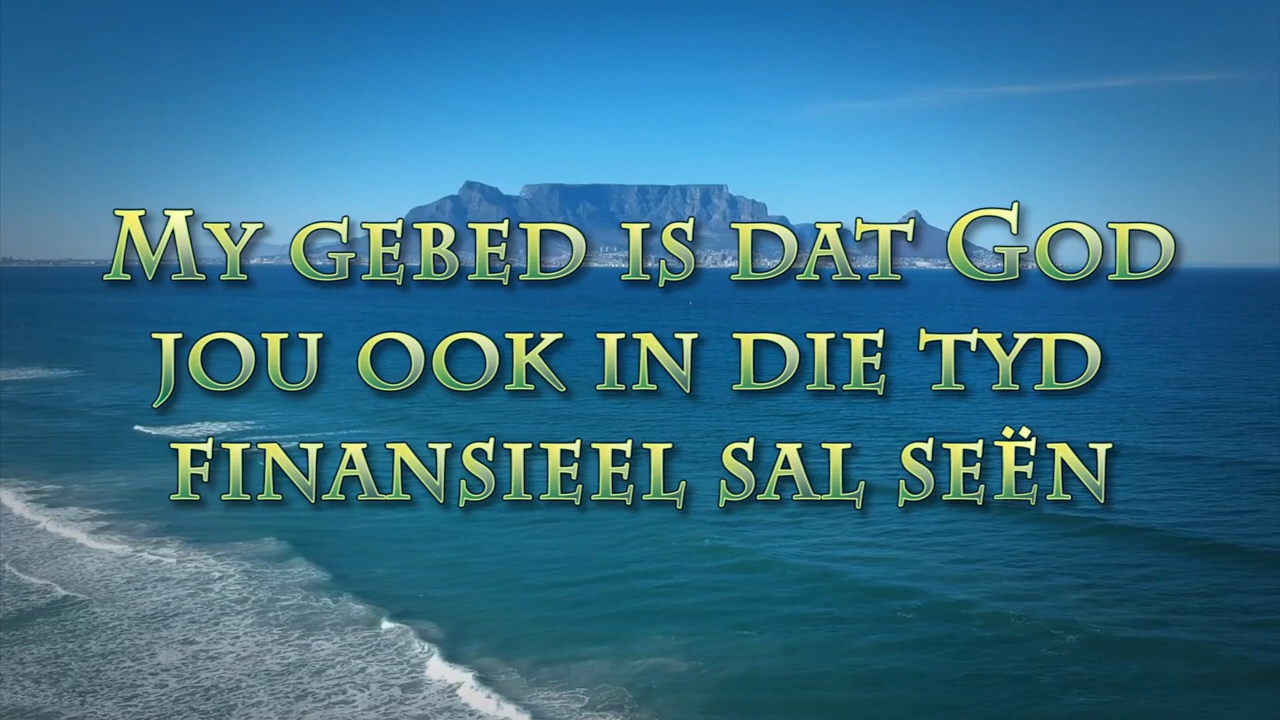 My gebed is dat God
jou ook in die tyd
finansieel sal seën